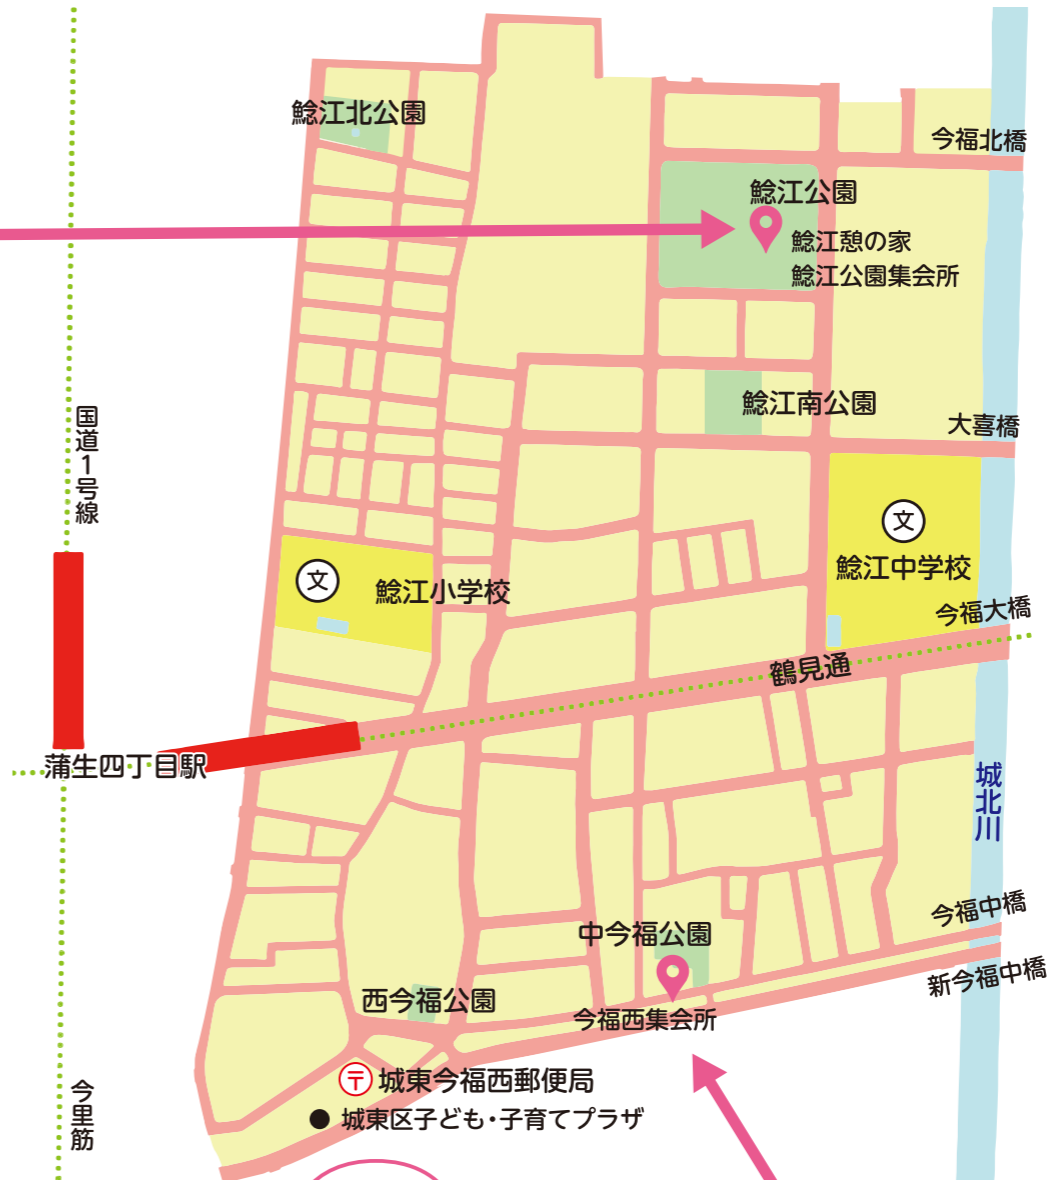 鯰江北公園
今福北橋
鯰江公園
鯰江憩の家
鯰江公園集会所
国道1号線
鯰江南公園
大喜橋
文
鯰江中学校
文
鯰江小学校
今福大橋
鶴見通
蒲生四丁目駅
城北川
今福中橋
中今福公園
新今福中橋
西今福公園
今福西集会所
〒 城東今福西郵便局
● 城東区子ども・子育てプラザ
今里筋